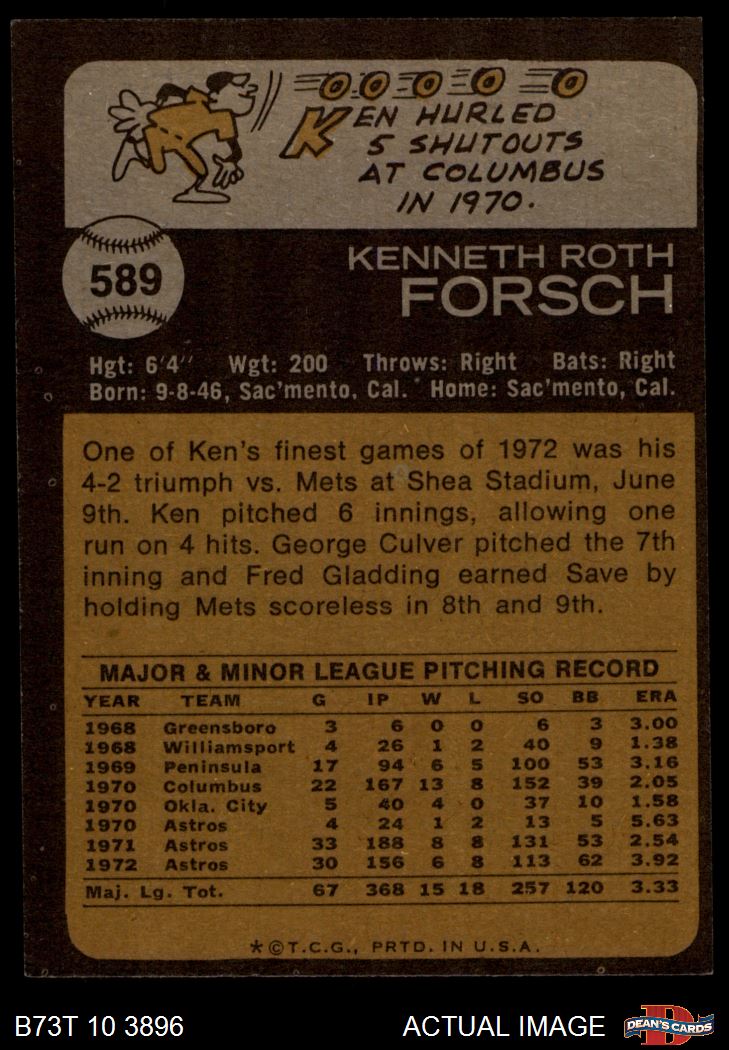 0 0 0 0 0
KEN HURLED
5 SHUTOUTS
AT COLUMBUS
IN 1970.
589
KENNETH ROTH
FORSCH
Hgt: 6'4" Wgt: 200 Throws: Right Bats: Right
Born: 9-8-46, Sac'mento, Cal. Home: Sac'mento, Cal.
One of Ken's finest games of 1972 was his
4-2 triumph vs. Mets at Shea Stadium, June
9th. Ken pitched 6 innings, allowing one
run on 4 hits. George Culver pitched the 7th
inning and Fred Gladding earned Save by
holding Mets scoreless in 8th and 9th.
MAJOR & MINOR LEAGUE PITCHING RECORD
YEAR TEAM G IP W L SO BB ERA
1968 Greensboro 3 6 0 0 6 3 3.00
1968 Williamsport 4 26 1 2 40 9 1.38
1969 Peninsula 17 94 6 5 100 53 3.16
1970 Columbus 22 167 13 8 152 39 2.05
1970 Okla. City 5 40 4 0 37 10 1.58
1970 Astros 4 24 1 2 13 5 5.63
1971 Astros 33 188 8 8 131 53 2.54
1972 Astros 30 156 6 8 113 62 3.92
Maj. Lg. Tot. 67 368 15 18 257 120 3.33
*©T.C.G., PRTD. IN U.S.A.
B73T 10 3896 ACTUAL IMAGE D DEAN'S CARDS